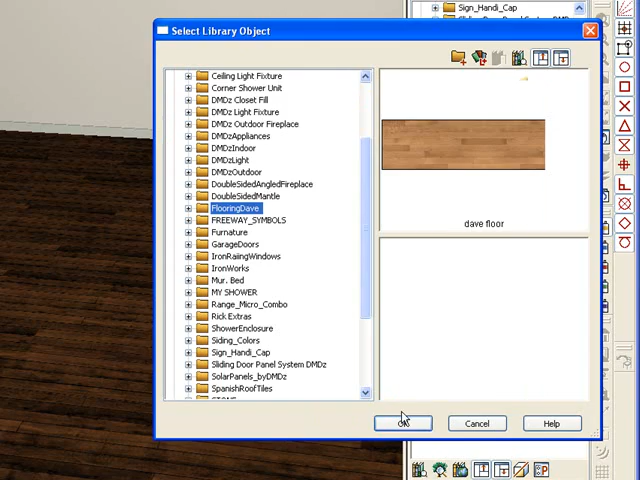 Sign_Handi_Cap
Select Library Object
Ceiling Light Fixture
Corner Shower Unit
DMDz Closet Fill
DMDz Light Fixture
DMDz Outdoor Fireplace
DMDzAppliances
DMDzIndoor
DMDzLight
DMDzOutdoor
DoubleSidedAngledFireplace
DoubleSidedMantle
FlooringDave
FREEWAY_SYMBOLS
Furnature
GarageDoors
IronRailingWindows
IronWorks
Mur. Bed
MY SHOWER
Range_Micro_Combo
Rick Extras
ShowerEnclosure
Siding_Colors
Sign_Handi_Cap
Sliding Door Panel System DMDz
SolarPanels_byDMDz
SpanishRoofTiles
dave floor
OK
Cancel
Help